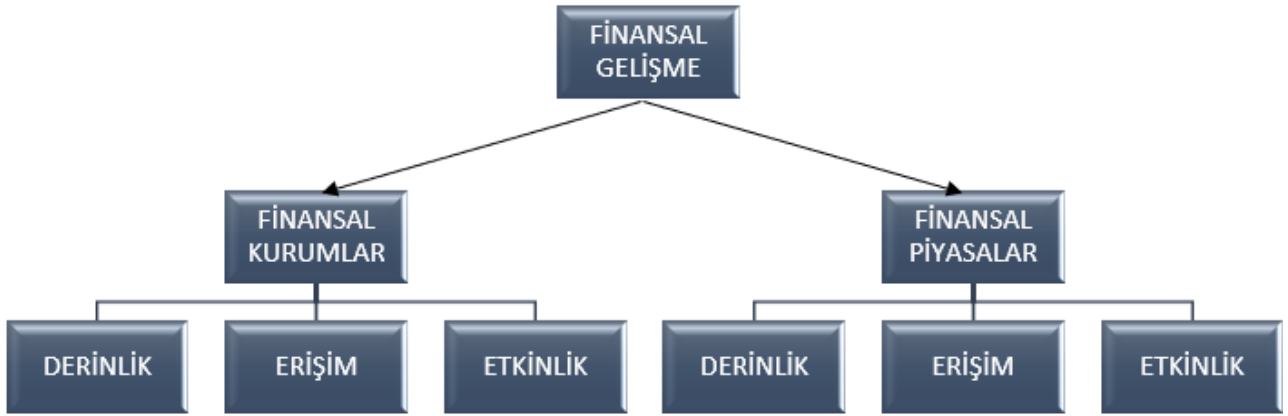 FİNANSAL
GELİŞME
FİNANSAL
KURUMLAR
FİNANSAL
PİYASALAR
DERİNLİK
ERİŞİM
ETKİNLİK
DERİNLİK
ERİŞİM
ETKİNLİK